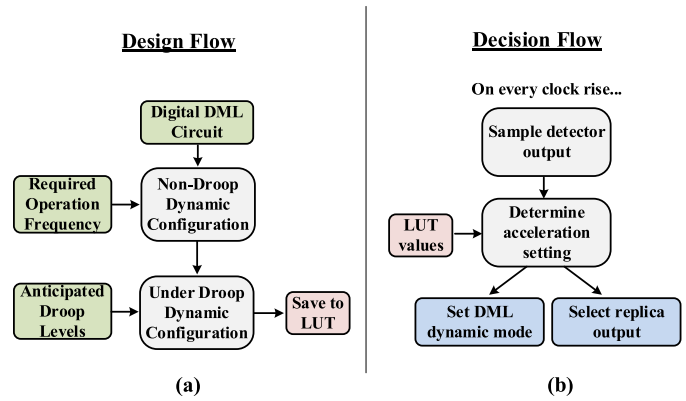 Design Flow
Digital DML
Circuit
Required
Operation
Frequency
Non-Droop
Dynamic
Configuration
Anticipated
Droop
Levels
Under Droop
Dynamic
Configuration
Save to
LUT
(a)
Decision Flow
On every clock rise...
Sample detector
output
LUT
values
Determine
acceleration
setting
Set DML
dynamic mode
Select replica
output
(b)